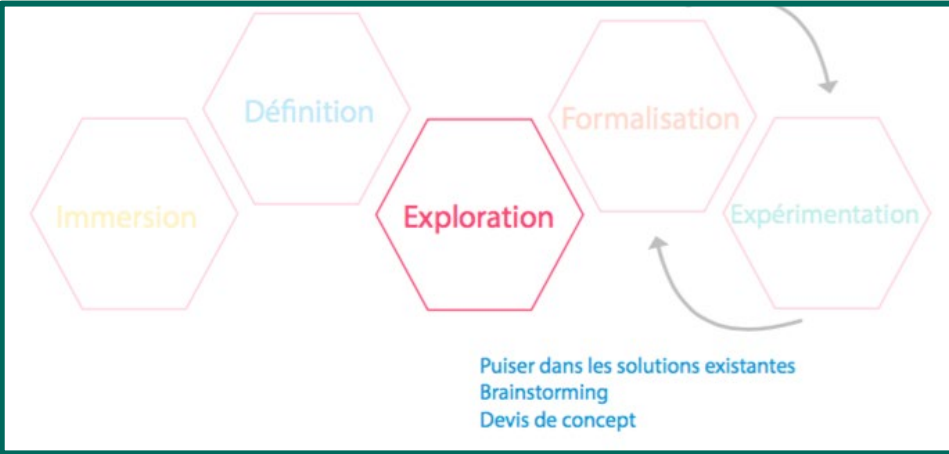 Immersion
Définition
Exploration
Formalisation
Expérimentation
Puiser dans les solutions existantes
Brainstorming
Devis de concept